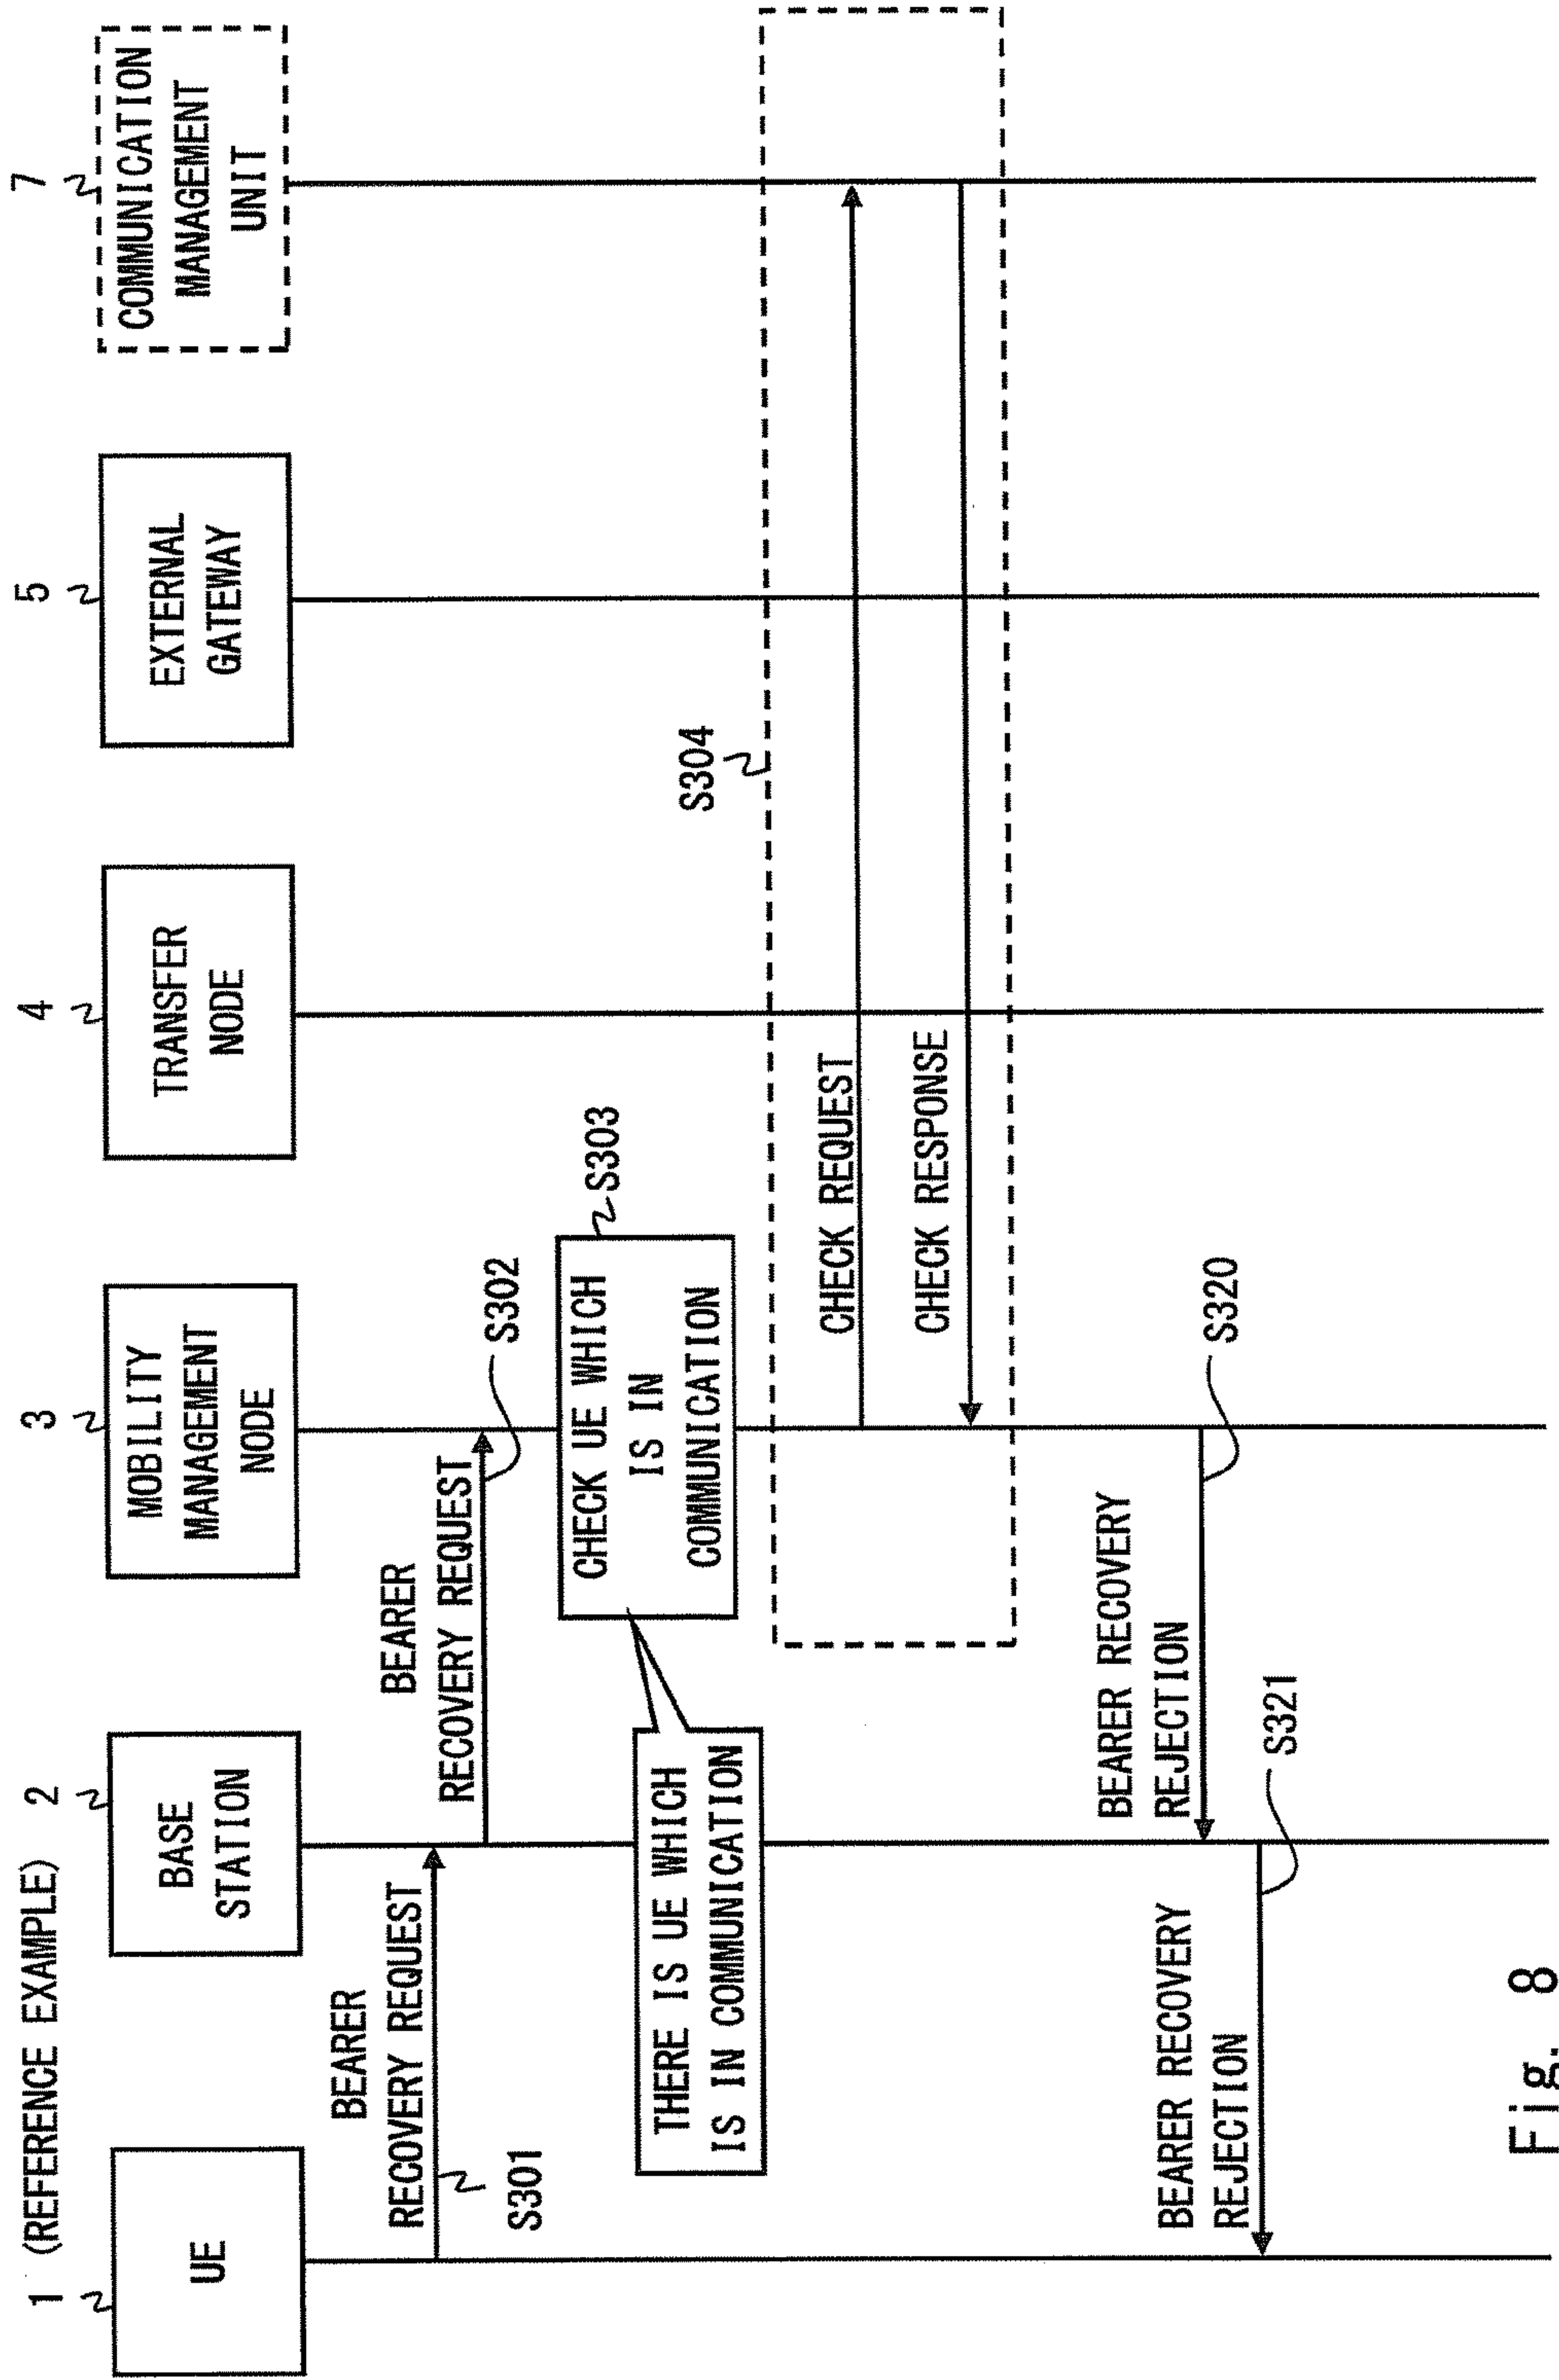 (REFERENCE EXAMPLE)
1
UE
2
BASE
STATION
3
MOBILITY
MANAGEMENT
NODE
4
TRANSFER
NODE
5
EXTERNAL
GATEWAY
7
COMMUNICATION
MANAGEMENT
UNIT
BEARER
RECOVERY REQUEST
S301
BEARER
RECOVERY REQUEST
S302
CHECK UE WHICH
IS IN
COMMUNICATION
S303
THERE IS UE WHICH
IS IN COMMUNICATION
S304
CHECK REQUEST
CHECK RESPONSE
BEARER RECOVERY
REJECTION
S320
BEARER RECOVERY
REJECTION
S321
Fig. 8